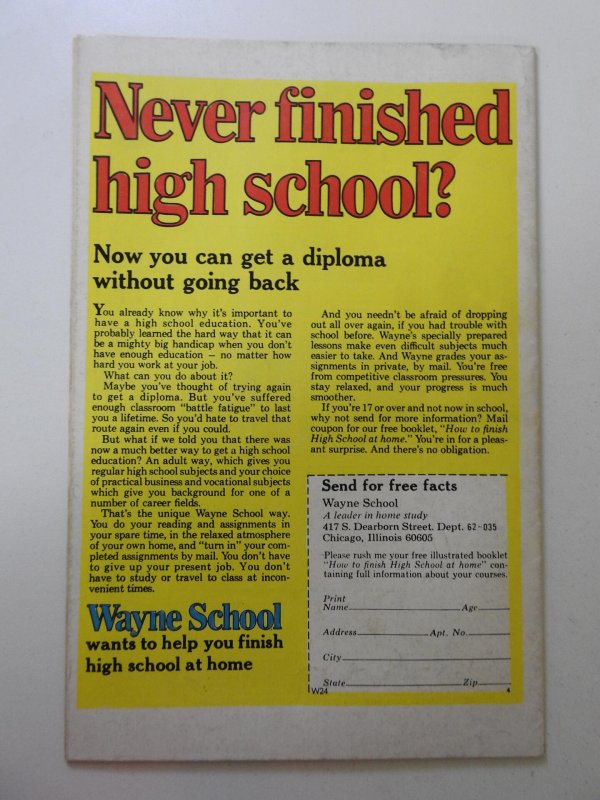 Never finished
high school?
Now you can get a diploma
without going back
You already know why it's important to
have a high school education. You've
probably learned the hard way that it can
be a mighty big handicap when you don't
have enough education – no matter how
hard you work at your job.
What can you do about it?
Maybe you've thought of trying again
to get a diploma. But you've suffered
enough classroom "battle fatigue" to last
you a lifetime. So you'd hate to travel that
route again even if you could.
But what if we told you that there was
now a much better way to get a high school
education? An adult way, which gives you
regular high school subjects and your choice
of practical business and vocational subjects
which give you background for one of a
number of career fields.
That's the unique Wayne School way.
You do your reading and assignments in
your spare time, in the relaxed atmosphere
of your own home, and "turn in" your com-
pleted assignments by mail. You don't have
to give up your present job. You don't
have to study or travel to class at incon-
venient times.
Wayne School
wants to help you finish
high school at home
And you needn't be afraid of dropping
out all over again, if you had trouble with
school before. Wayne's specially prepared
lessons make even difficult subjects much
easier to take. And Wayne grades your as-
signments in private, by mail. You're free
from competitive classroom pressures. You
stay relaxed, and your progress is much
smoother.
If you're 17 or over and not now in school,
why not send for more information? Mail
coupon for our free booklet, "How to finish
High School at home." You're in for a pleas-
ant surprise. And there's no obligation.
Send for free facts
Wayne School
A leader in home study
417 S. Dearborn Street, Dept. 62-035
Chicago, Illinois 60605
Please rush me your free illustrated booklet
"How to finish High School at home" con-
taining full information about your courses.
Print
Name Age
Address Apt. No.
City
State Zip
W24 4